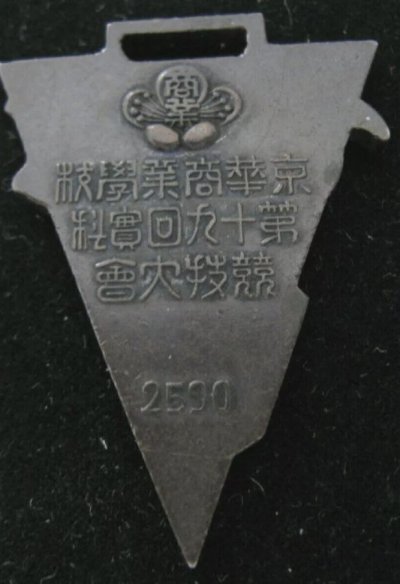 商業
京華商業學校
第十九回實科
競技大會
2590